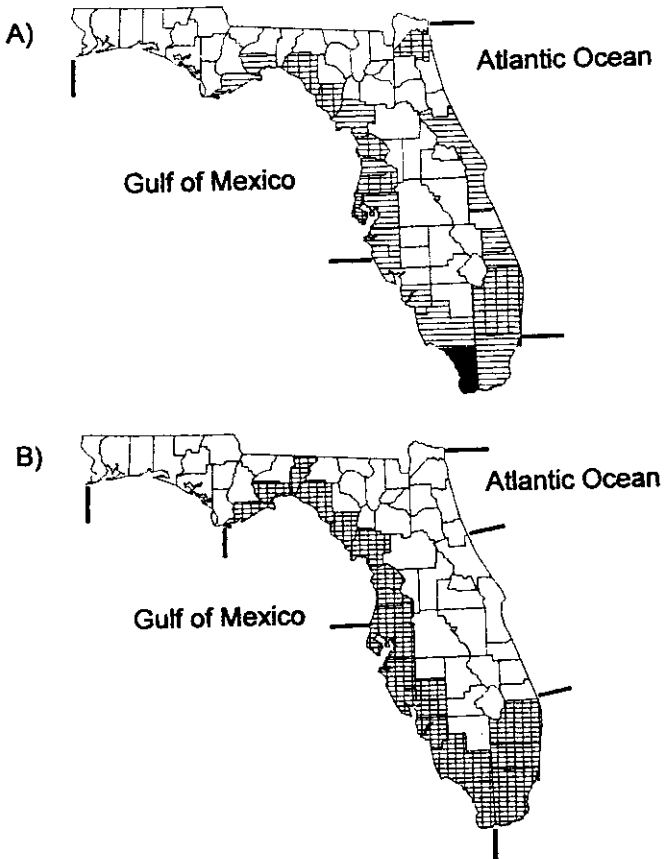 A)
Atlantic Ocean
Gulf of Mexico
B)
Atlantic Ocean
Gulf of Mexico